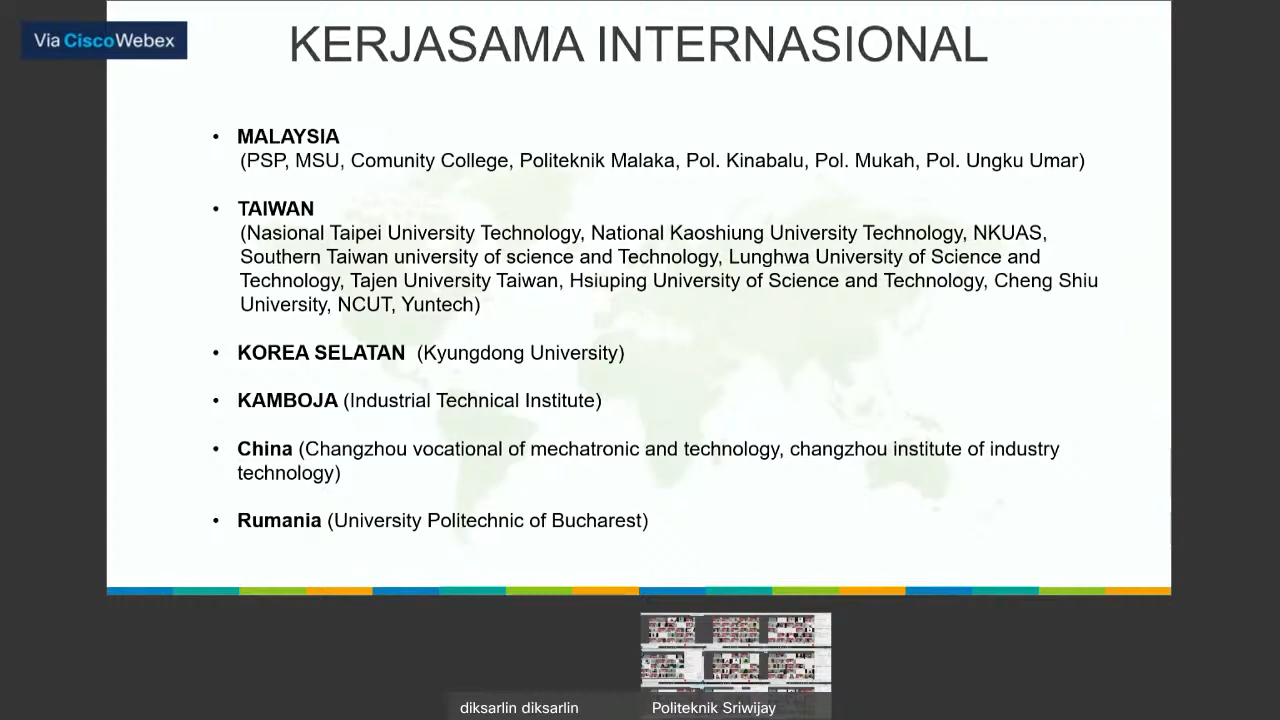 Via CiscoWebex
KERJASAMA INTERNASIONAL
• MALAYSIA
(PSP, MSU, Comunity College, Politeknik Malaka, Pol. Kinabalu, Pol. Mukah, Pol. Ungku Umar)
• TAIWAN
(Nasional Taipei University Technology, National Kaoshiung University Technology, NKUAS,
Southern Taiwan university of science and Technology, Lunghwa University of Science and
Technology, Tajen University Taiwan, Hsiuping University of Science and Technology, Cheng Shiu
University, NCUT, Yuntech)
• KOREA SELATAN (Kyungdong University)
• KAMBOJA (Industrial Technical Institute)
• China (Changzhou vocational of mechatronic and technology, changzhou institute of industry
technology)
• Rumania (University Politechnic of Bucharest)
diksarlin diksarlin
Politeknik Sriwijay